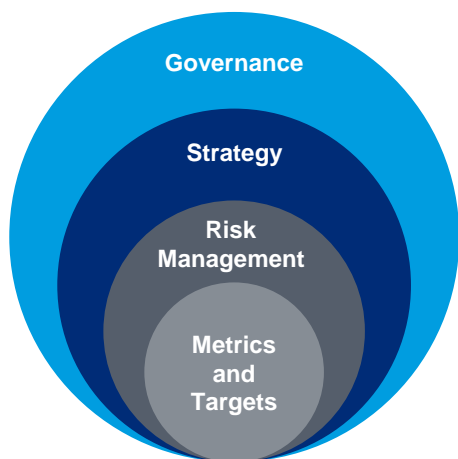 Governance
Strategy
Risk
Management
Metrics
and
Targets